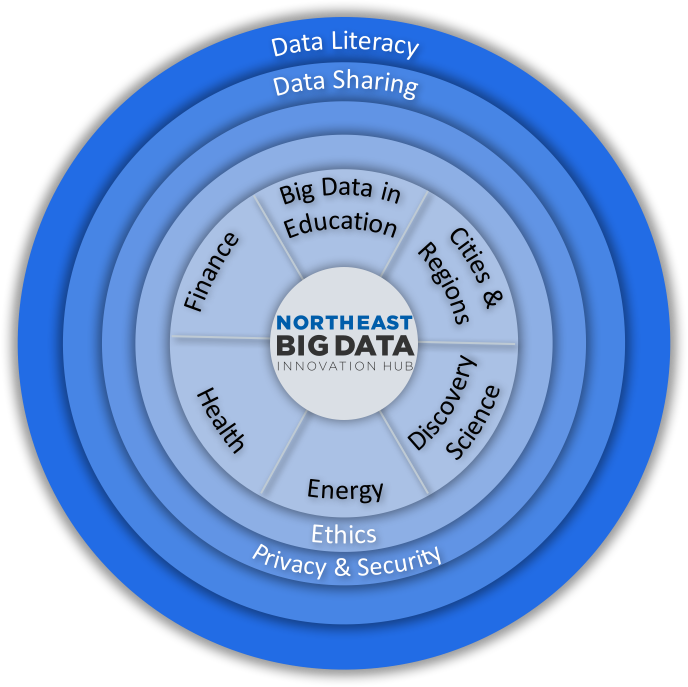 Data Literacy
Data Sharing
Big Data in
Education
Finance
Cities &
Regions
NORTHEAST
BIG DATA
INNOVATION HUB
Health
Discovery
Science
Energy
Ethics
Privacy & Security